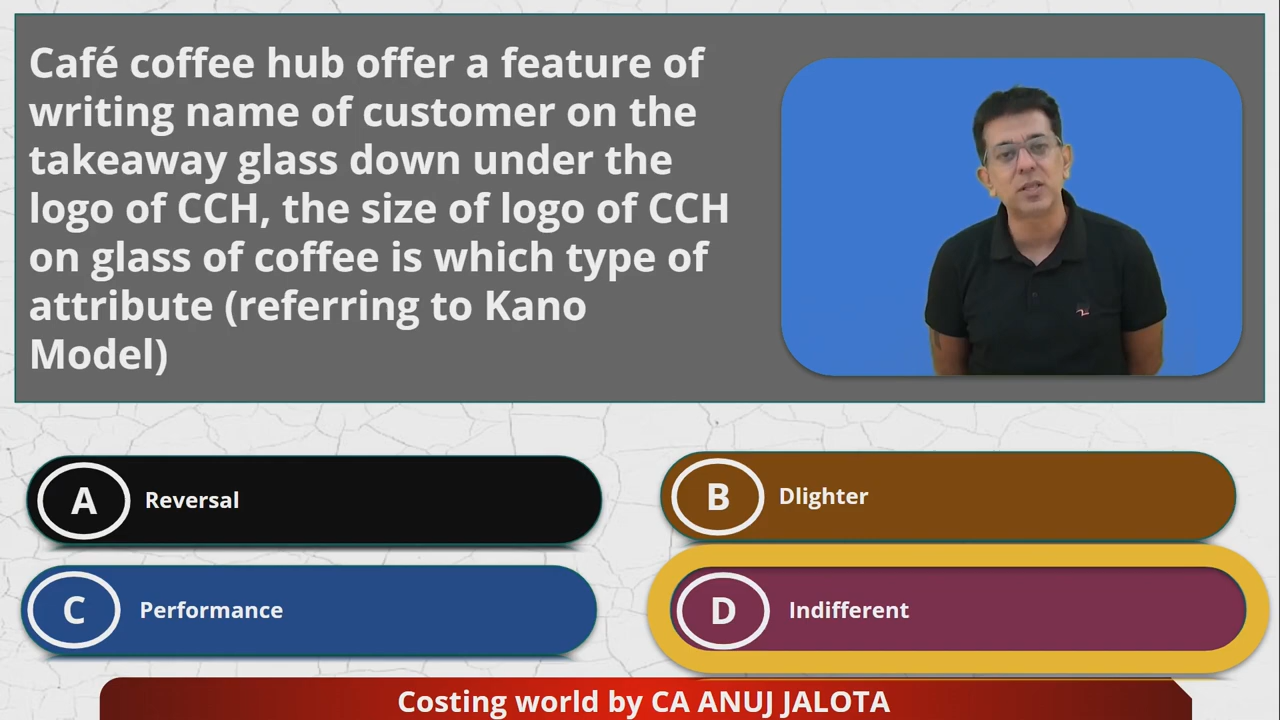 Café coffee hub offer a feature of
writing name of customer on the
takeaway glass down under the
logo of CCH, the size of logo of CCH
on glass of coffee is which type of
attribute (referring to Kano
Model)
A Reversal
B Dlighter
C Performance
D Indifferent
Costing world by CA ANUJ JALOTA